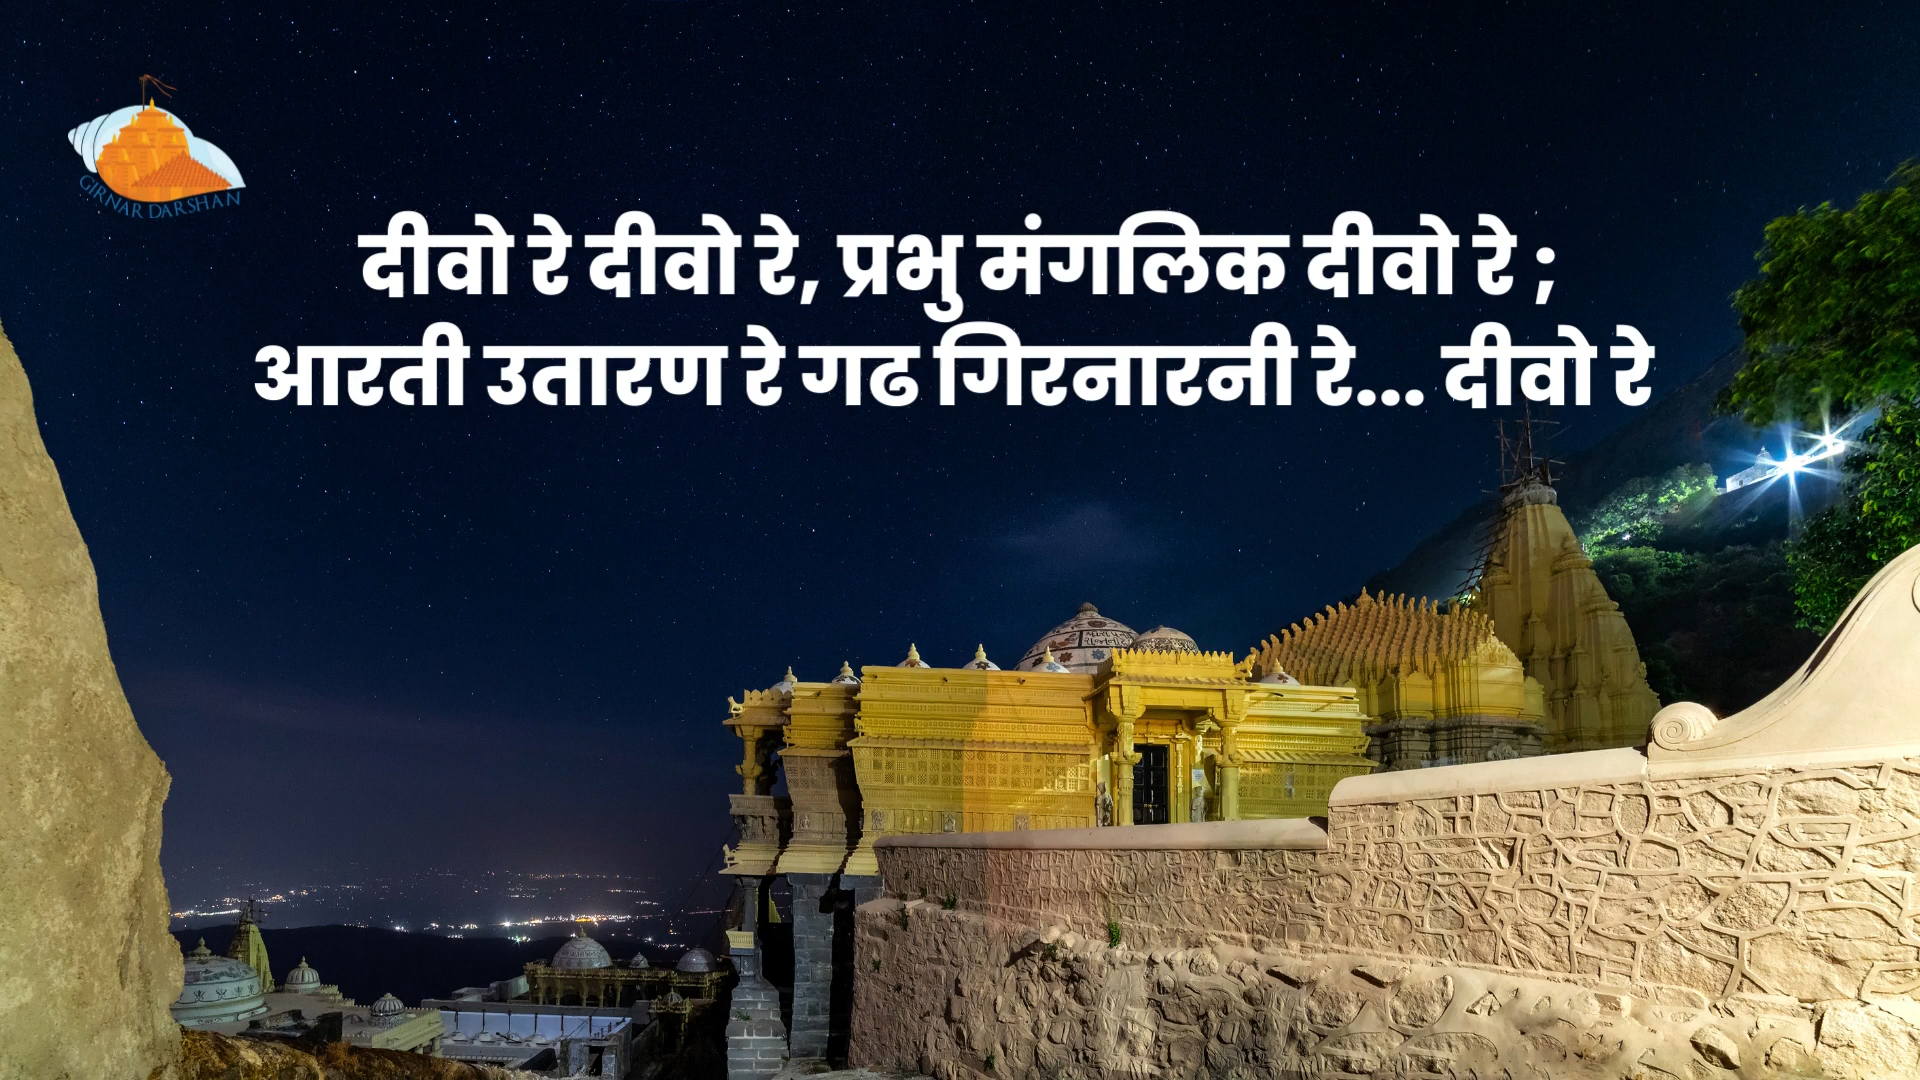 GIRNAR DARSHAN
दीवो रे दीवो रे, प्रभु मंगलिक दीवो रे ;
आरती उतारण रे गढ गिरनारनी रे... दीवो रे